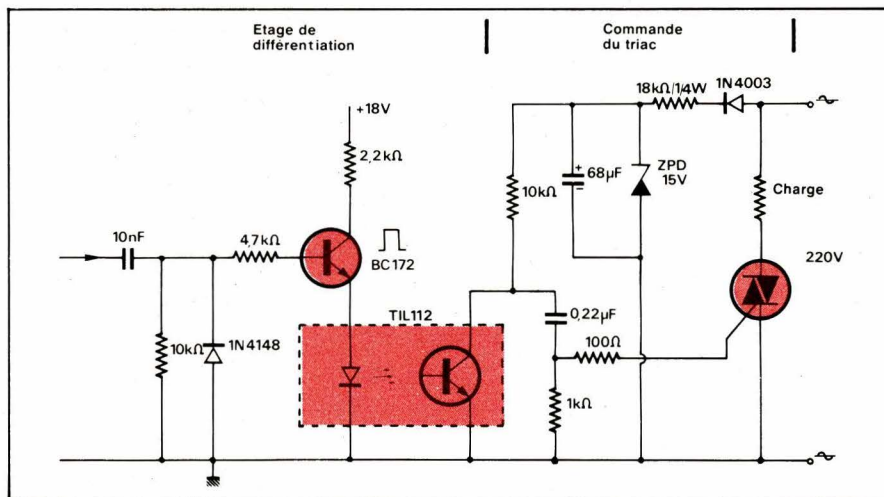 Etage de
différentiation
Commande
du triac
+18V
2,2kΩ
10nF
4,7kΩ
BC172
10kΩ
1N4148
TIL112
10kΩ
68µF
+
-
ZPD
15V
18kΩ/1/4W
1N4003
Charge
220V
0,22µF
100Ω
1kΩ